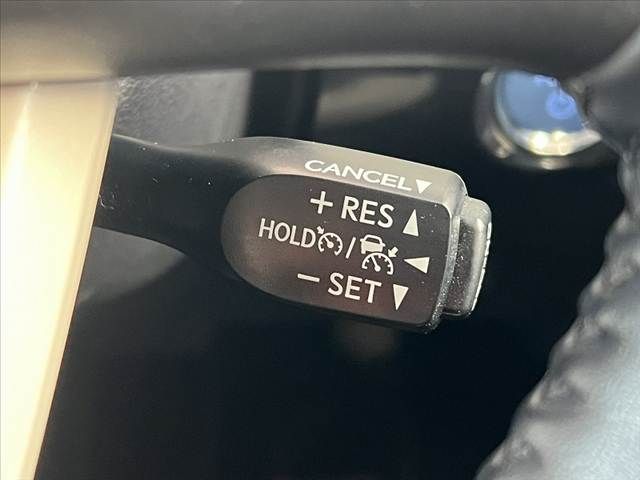 CANCEL▼
+ RES ▲
HOLD / ◄
− SET ▼